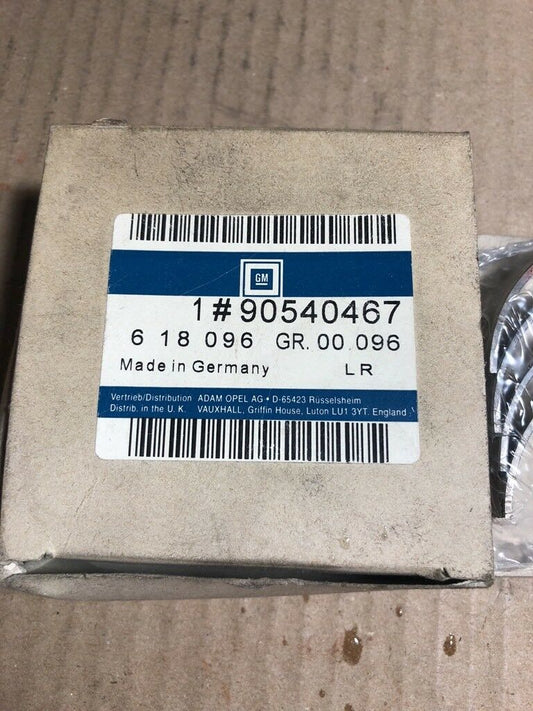 GM
1#90540467
6 18 096 GR. 00.096
Made in Germany LR
Vertrieb/Distribution ADAM OPEL AG • D-65423 Rüsselsheim
Distrib. in the U. K. VAUXHALL, Griffin House, Luton LU1 3YT. England